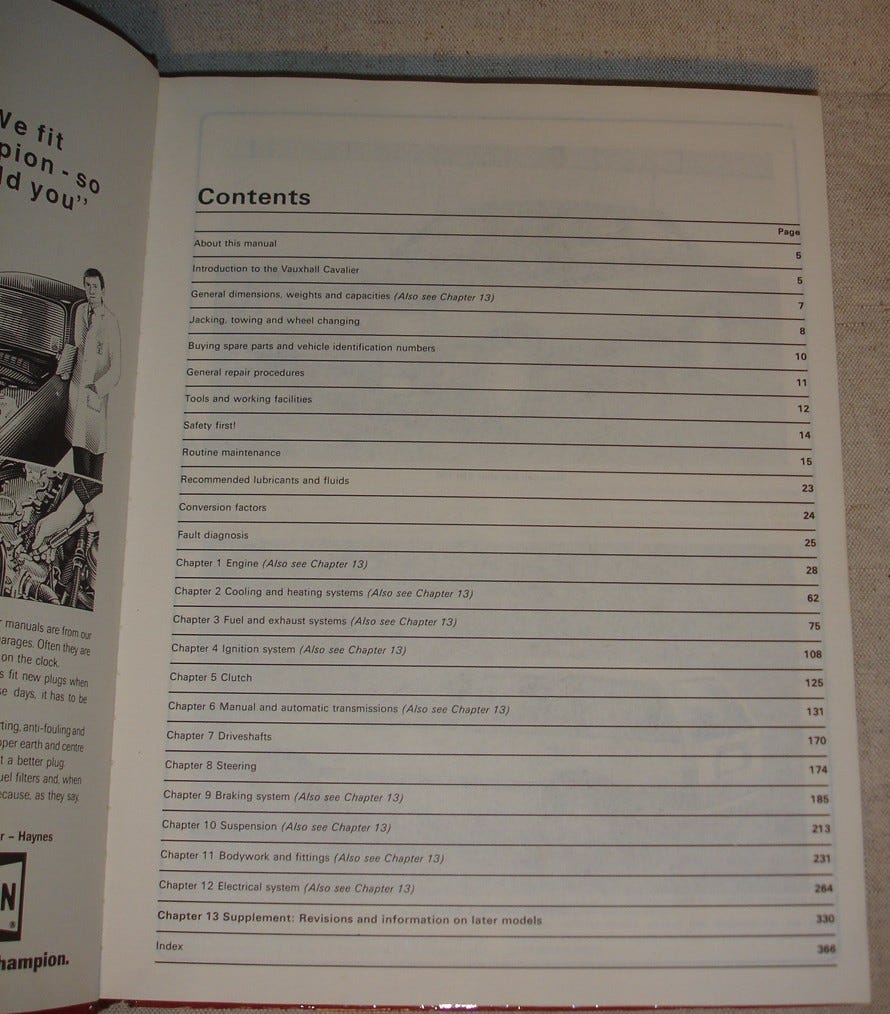 We fit
pion - so
ld you”
r manuals are from our
arages. Often they are
on the clock.
s fit new plugs when
se days, it has to be
rting, anti-fouling and
pper earth and centre
t a better plug.
uel filters and, when
ecause, as they say,
r – Haynes
N
®
hampion.
Contents
Page
About this manual 5
Introduction to the Vauxhall Cavalier 5
General dimensions, weights and capacities (Also see Chapter 13) 7
Jacking, towing and wheel changing 8
Buying spare parts and vehicle identification numbers 10
General repair procedures 11
Tools and working facilities 12
Safety first! 14
Routine maintenance 15
Recommended lubricants and fluids 23
Conversion factors 24
Fault diagnosis 25
Chapter 1 Engine (Also see Chapter 13) 28
Chapter 2 Cooling and heating systems (Also see Chapter 13) 62
Chapter 3 Fuel and exhaust systems (Also see Chapter 13) 75
Chapter 4 Ignition system (Also see Chapter 13) 108
Chapter 5 Clutch 125
Chapter 6 Manual and automatic transmissions (Also see Chapter 13) 131
Chapter 7 Driveshafts 170
Chapter 8 Steering 174
Chapter 9 Braking system (Also see Chapter 13) 185
Chapter 10 Suspension (Also see Chapter 13) 213
Chapter 11 Bodywork and fittings (Also see Chapter 13) 231
Chapter 12 Electrical system (Also see Chapter 13) 264
Chapter 13 Supplement: Revisions and information on later models 330
Index 366